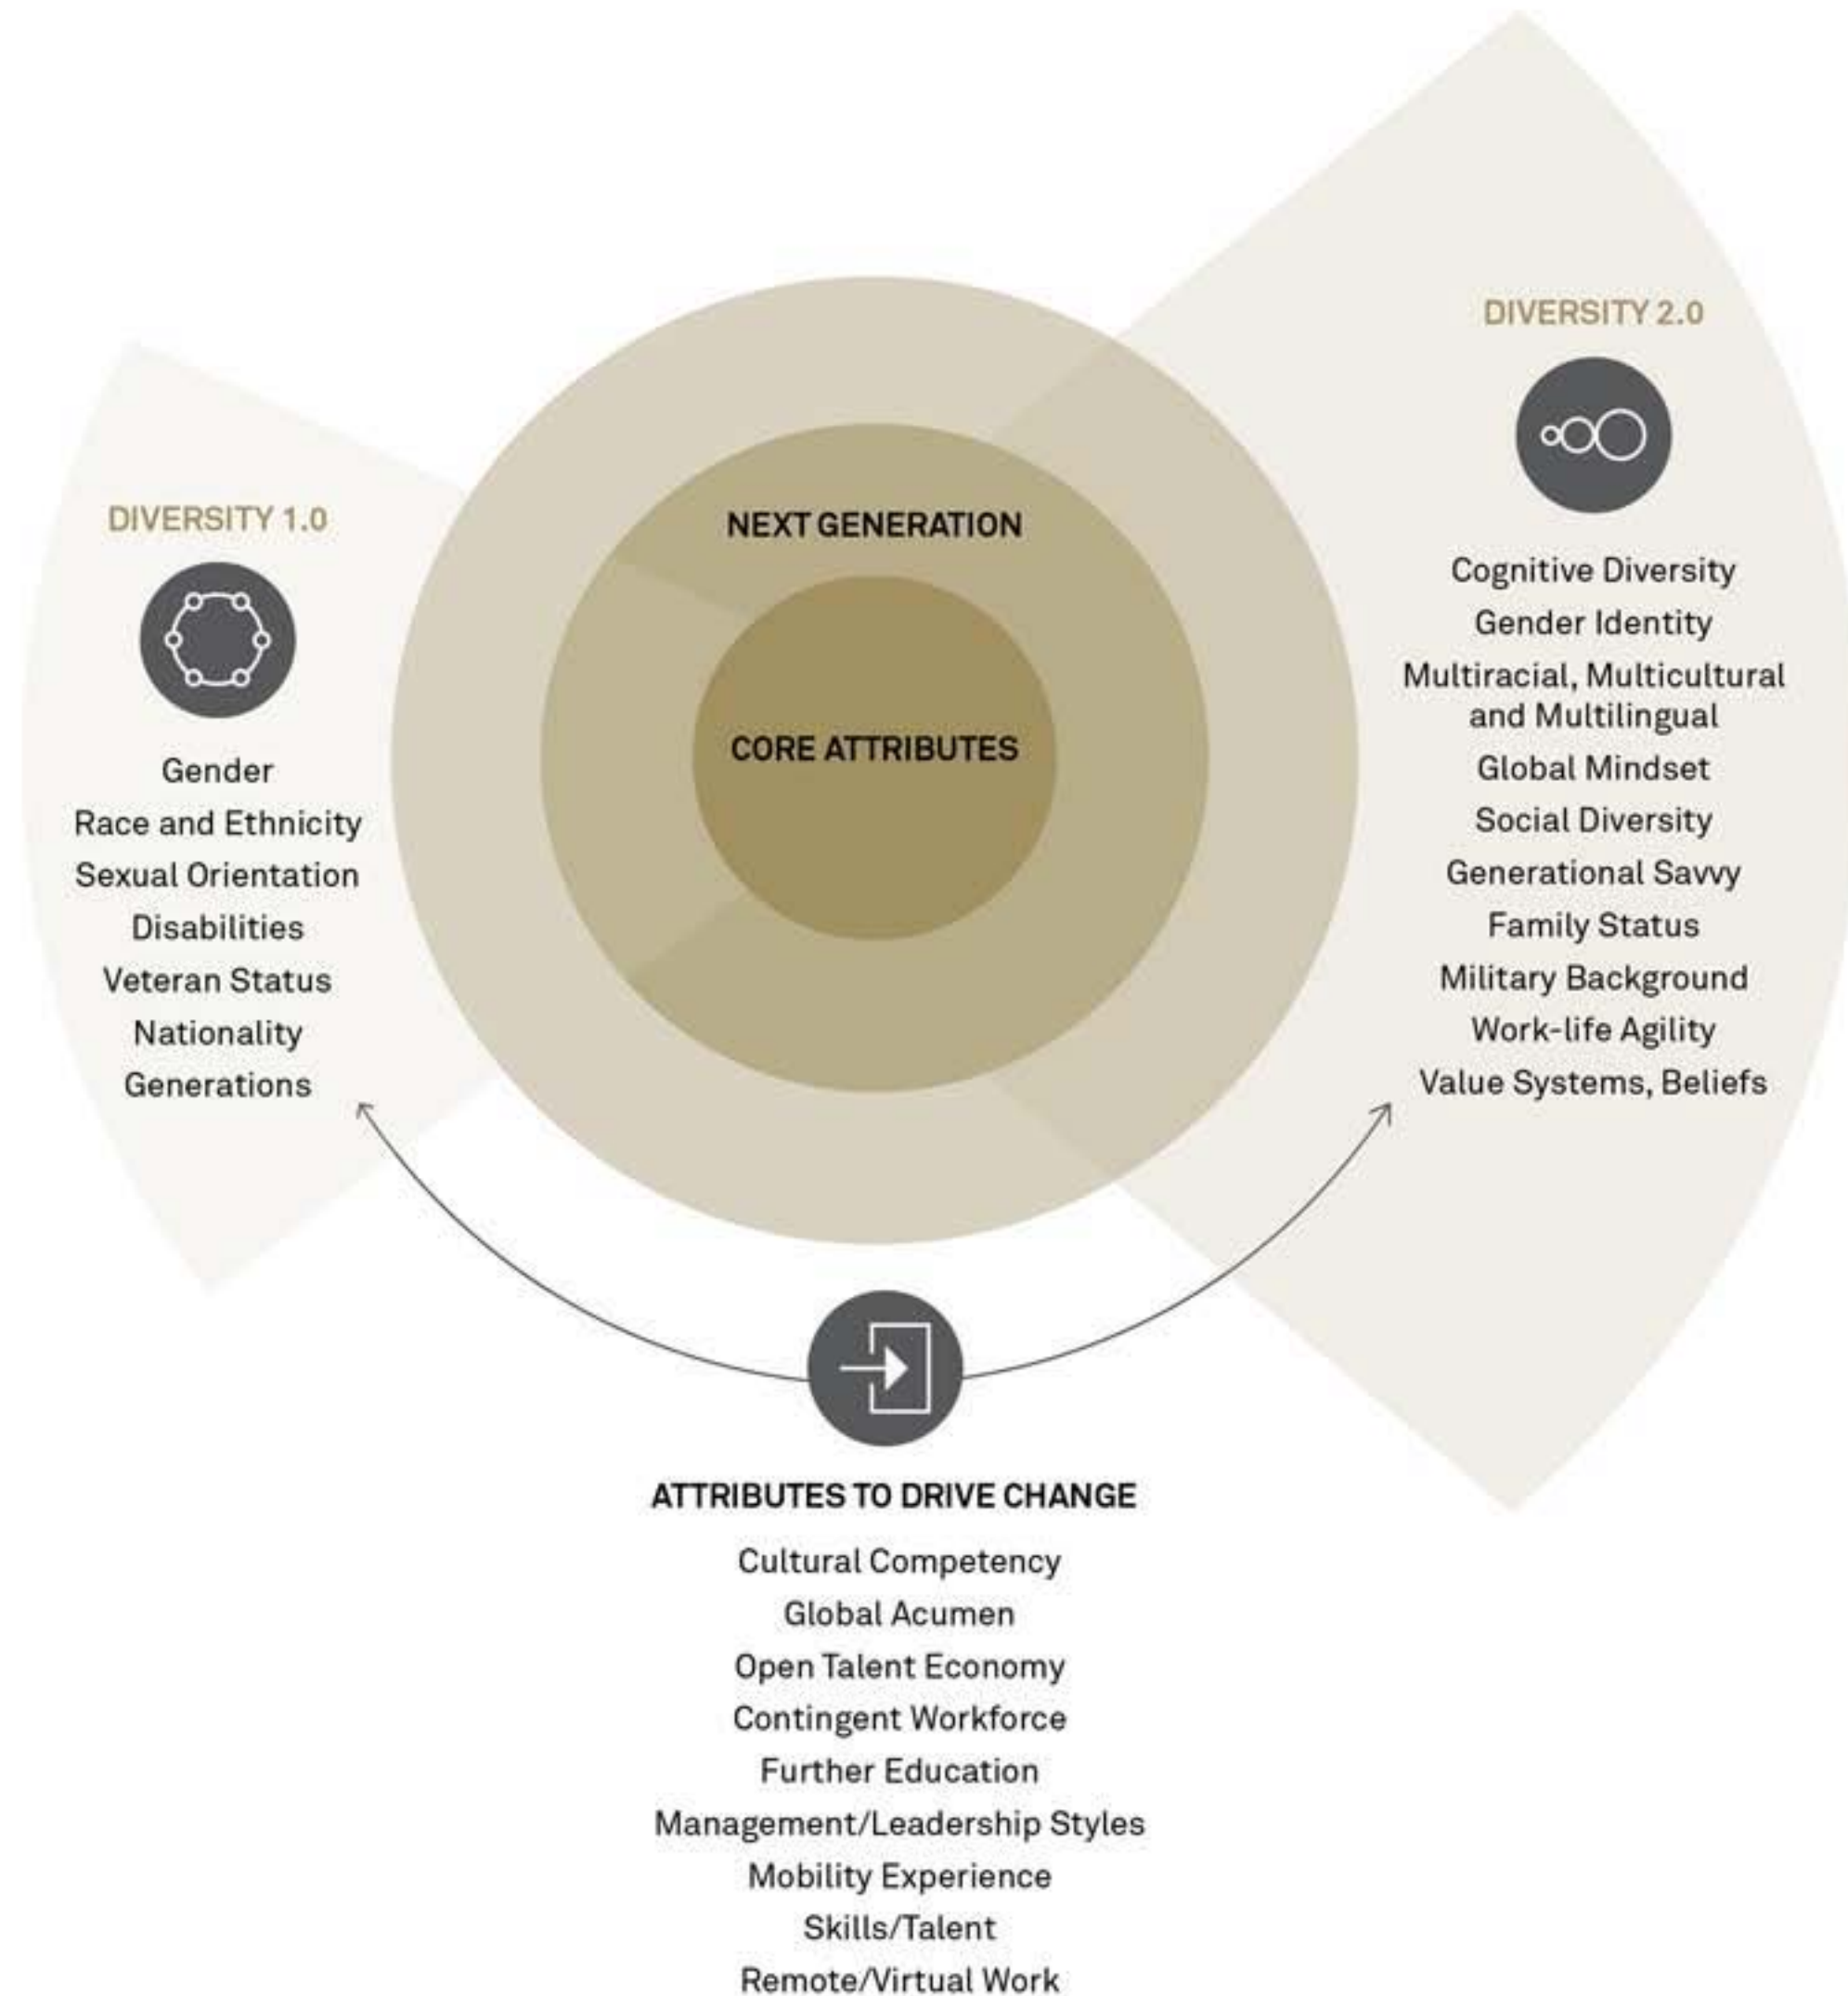 DIVERSITY 1.0
Gender
Race and Ethnicity
Sexual Orientation
Disabilities
Veteran Status
Nationality
Generations
NEXT GENERATION
CORE ATTRIBUTES
DIVERSITY 2.0
Cognitive Diversity
Gender Identity
Multiracial, Multicultural
and Multilingual
Global Mindset
Social Diversity
Generational Savvy
Family Status
Military Background
Work-life Agility
Value Systems, Beliefs
ATTRIBUTES TO DRIVE CHANGE
Cultural Competency
Global Acumen
Open Talent Economy
Contingent Workforce
Further Education
Management/Leadership Styles
Mobility Experience
Skills/Talent
Remote/Virtual Work